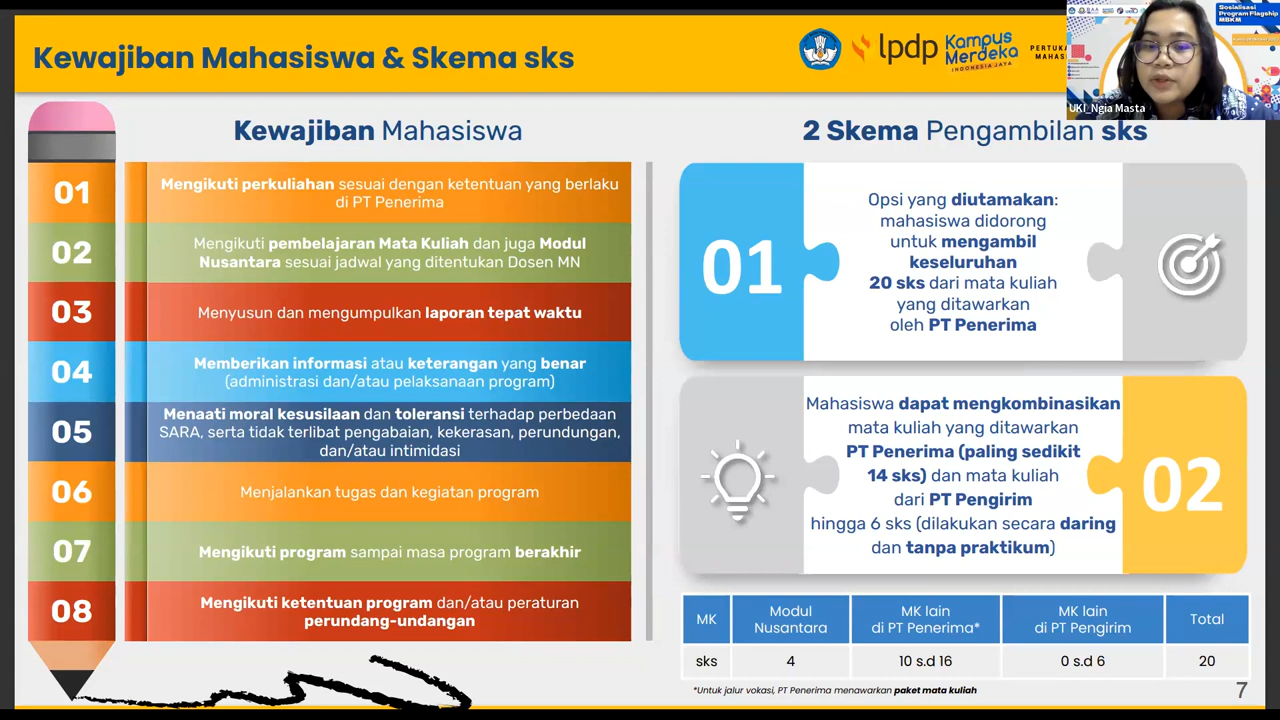 Kewajiban Mahasiswa & Skema sks
lpdp
Kampus
Merdeka
INDONESIA JAYA
Sosialisasi
Program Flagship
MBKM
UKI_Ngia Masta
Kewajiban Mahasiswa
01
Mengikuti perkuliahan sesuai dengan ketentuan yang berlaku
di PT Penerima
02
Mengikuti pembelajaran Mata Kuliah dan juga Modul
Nusantara sesuai jadwal yang ditentukan Dosen MN
03
Menyusun dan mengumpulkan laporan tepat waktu
04
Memberikan informasi atau keterangan yang benar
(administrasi dan/atau pelaksanaan program)
05
Menaati moral kesusilaan dan toleransi terhadap perbedaan
SARA, serta tidak terlibat pengabaian, kekerasan, perundungan,
dan/atau intimidasi
06
Menjalankan tugas dan kegiatan program
07
Mengikuti program sampai masa program berakhir
08
Mengikuti ketentuan program dan/atau peraturan
perundang-undangan
2 Skema Pengambilan sks
01
Opsi yang diutamakan:
mahasiswa didorong
untuk mengambil
keseluruhan
20 sks dari mata kuliah
yang ditawarkan
oleh PT Penerima
Mahasiswa dapat mengkombinasikan
mata kuliah yang ditawarkan
PT Penerima (paling sedikit
14 sks) dan mata kuliah
dari PT Pengirim
hingga 6 sks (dilakukan secara daring
dan tanpa praktikum)
02
MK Modul Nusantara MK lain di PT Penerima* MK lain di PT Pengirim Total
sks 4 10 s.d 16 0 s.d 6 20
*Untuk jalur vokasi, PT Penerima menawarkan paket mata kuliah
7